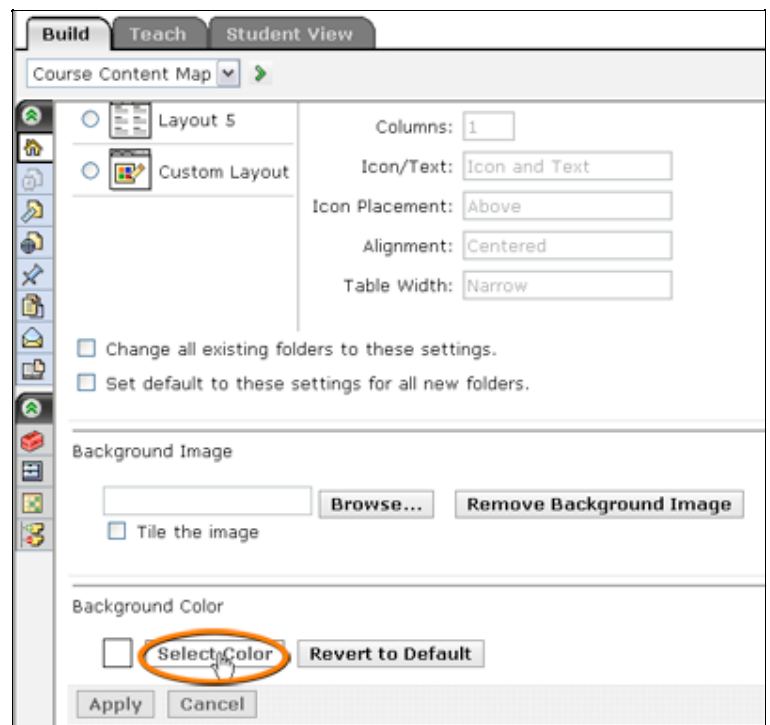 Build Teach Student View
Course Content Map
Layout 5
Custom Layout
Columns: 1
Icon/Text: Icon and Text
Icon Placement: Above
Alignment: Centered
Table Width: Narrow
Change all existing folders to these settings.
Set default to these settings for all new folders.
Background Image
Browse... Remove Background Image
Tile the image
Background Color
Select Color Revert to Default
Apply Cancel